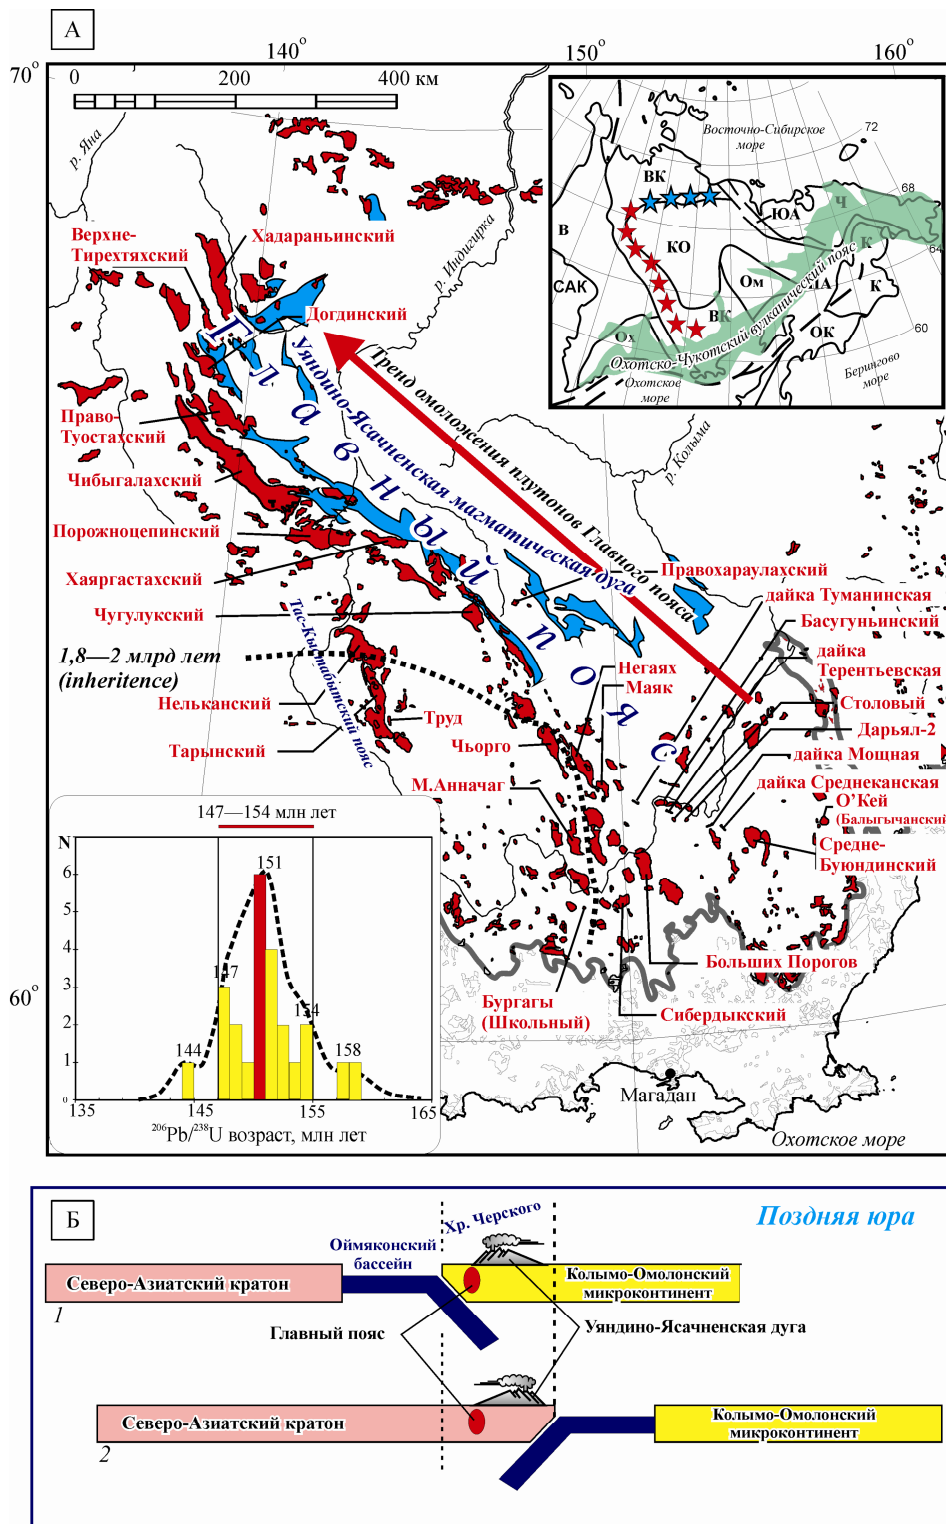 А
140°
150°
160°
70°
0
200
400 км
р. Яна
р. Индигирка
р. Колыма
Восточно-Сибирское
море
72
68
64
60
ВК
ЮА
Ч
В
КО
К
САК
Ом
ПА
К
ВК
ОК
Ох
Охотско-Чукотский вулканический пояс
Охотское
море
Берингово
море
Верхне-
Тирехтяхский
Хадараньинский
Догдинский
Главный пояс
Уяндино-Ясачненская магматическая дуга
Тренд омоложения плутонов Главного пояса
Право-
Туостахский
Чибыгалахский
Порожноцепинский
Хаяргастахский
Чугулукский
Правохараулахский
дайка Туманинская
Басугуньинский
дайка
Терентьевская
Столовый
Дарьял-2
дайка Мощная
дайка Среднеканская
О'Кей
(Балыгычанский)
Средне-
Буюндинский
Негаях
Маяк
Тас-Кыстабытский пояс
1,8—2 млрд лет
(inheritence)
Нельканский
Труд
Тарынский
Чьорго
М.Анначаг
Больших Порогов
Бургагы
(Школьный)
Сибердыкский
60°
Магадан
Охотское море
147—154 млн лет
N
6
5
4
3
2
1
0
151
147
154
144
158
135
145
155
165
206Pb/238U возраст, млн лет
Б
Поздняя юра
Хр. Черского
Оймяконский
бассейн
Северо-Азиатский кратон
Колымо-Омолонский
микроконтинент
1
Главный пояс
Уяндино-Ясачненская дуга
Северо-Азиатский кратон
Колымо-Омолонский
микроконтинент
2